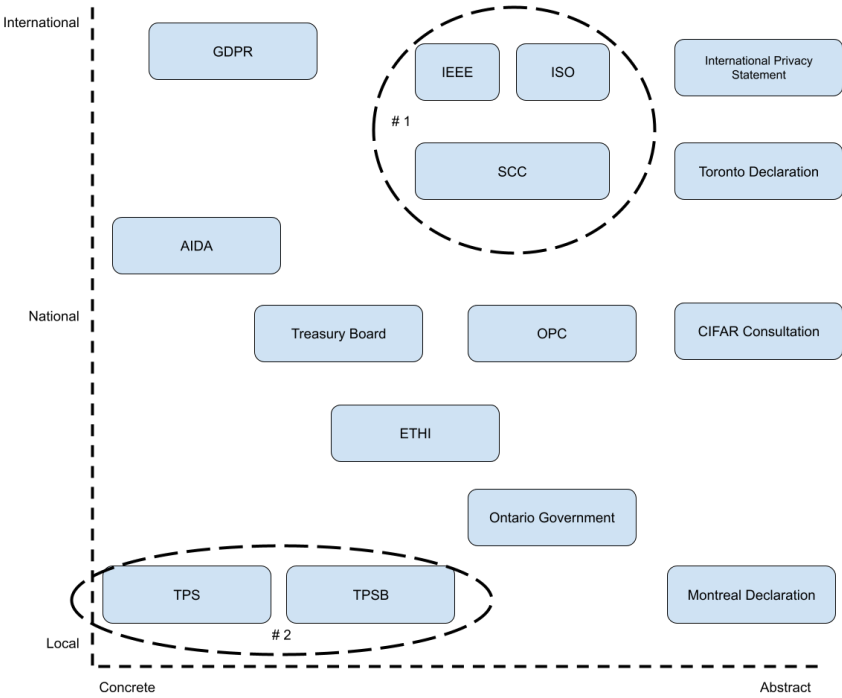 International
GDPR
IEEE
ISO
International Privacy
Statement
# 1
SCC
Toronto Declaration
AIDA
National
Treasury Board
OPC
CIFAR Consultation
ETHI
Ontario Government
TPS
TPSB
Montreal Declaration
# 2
Local
Concrete
Abstract